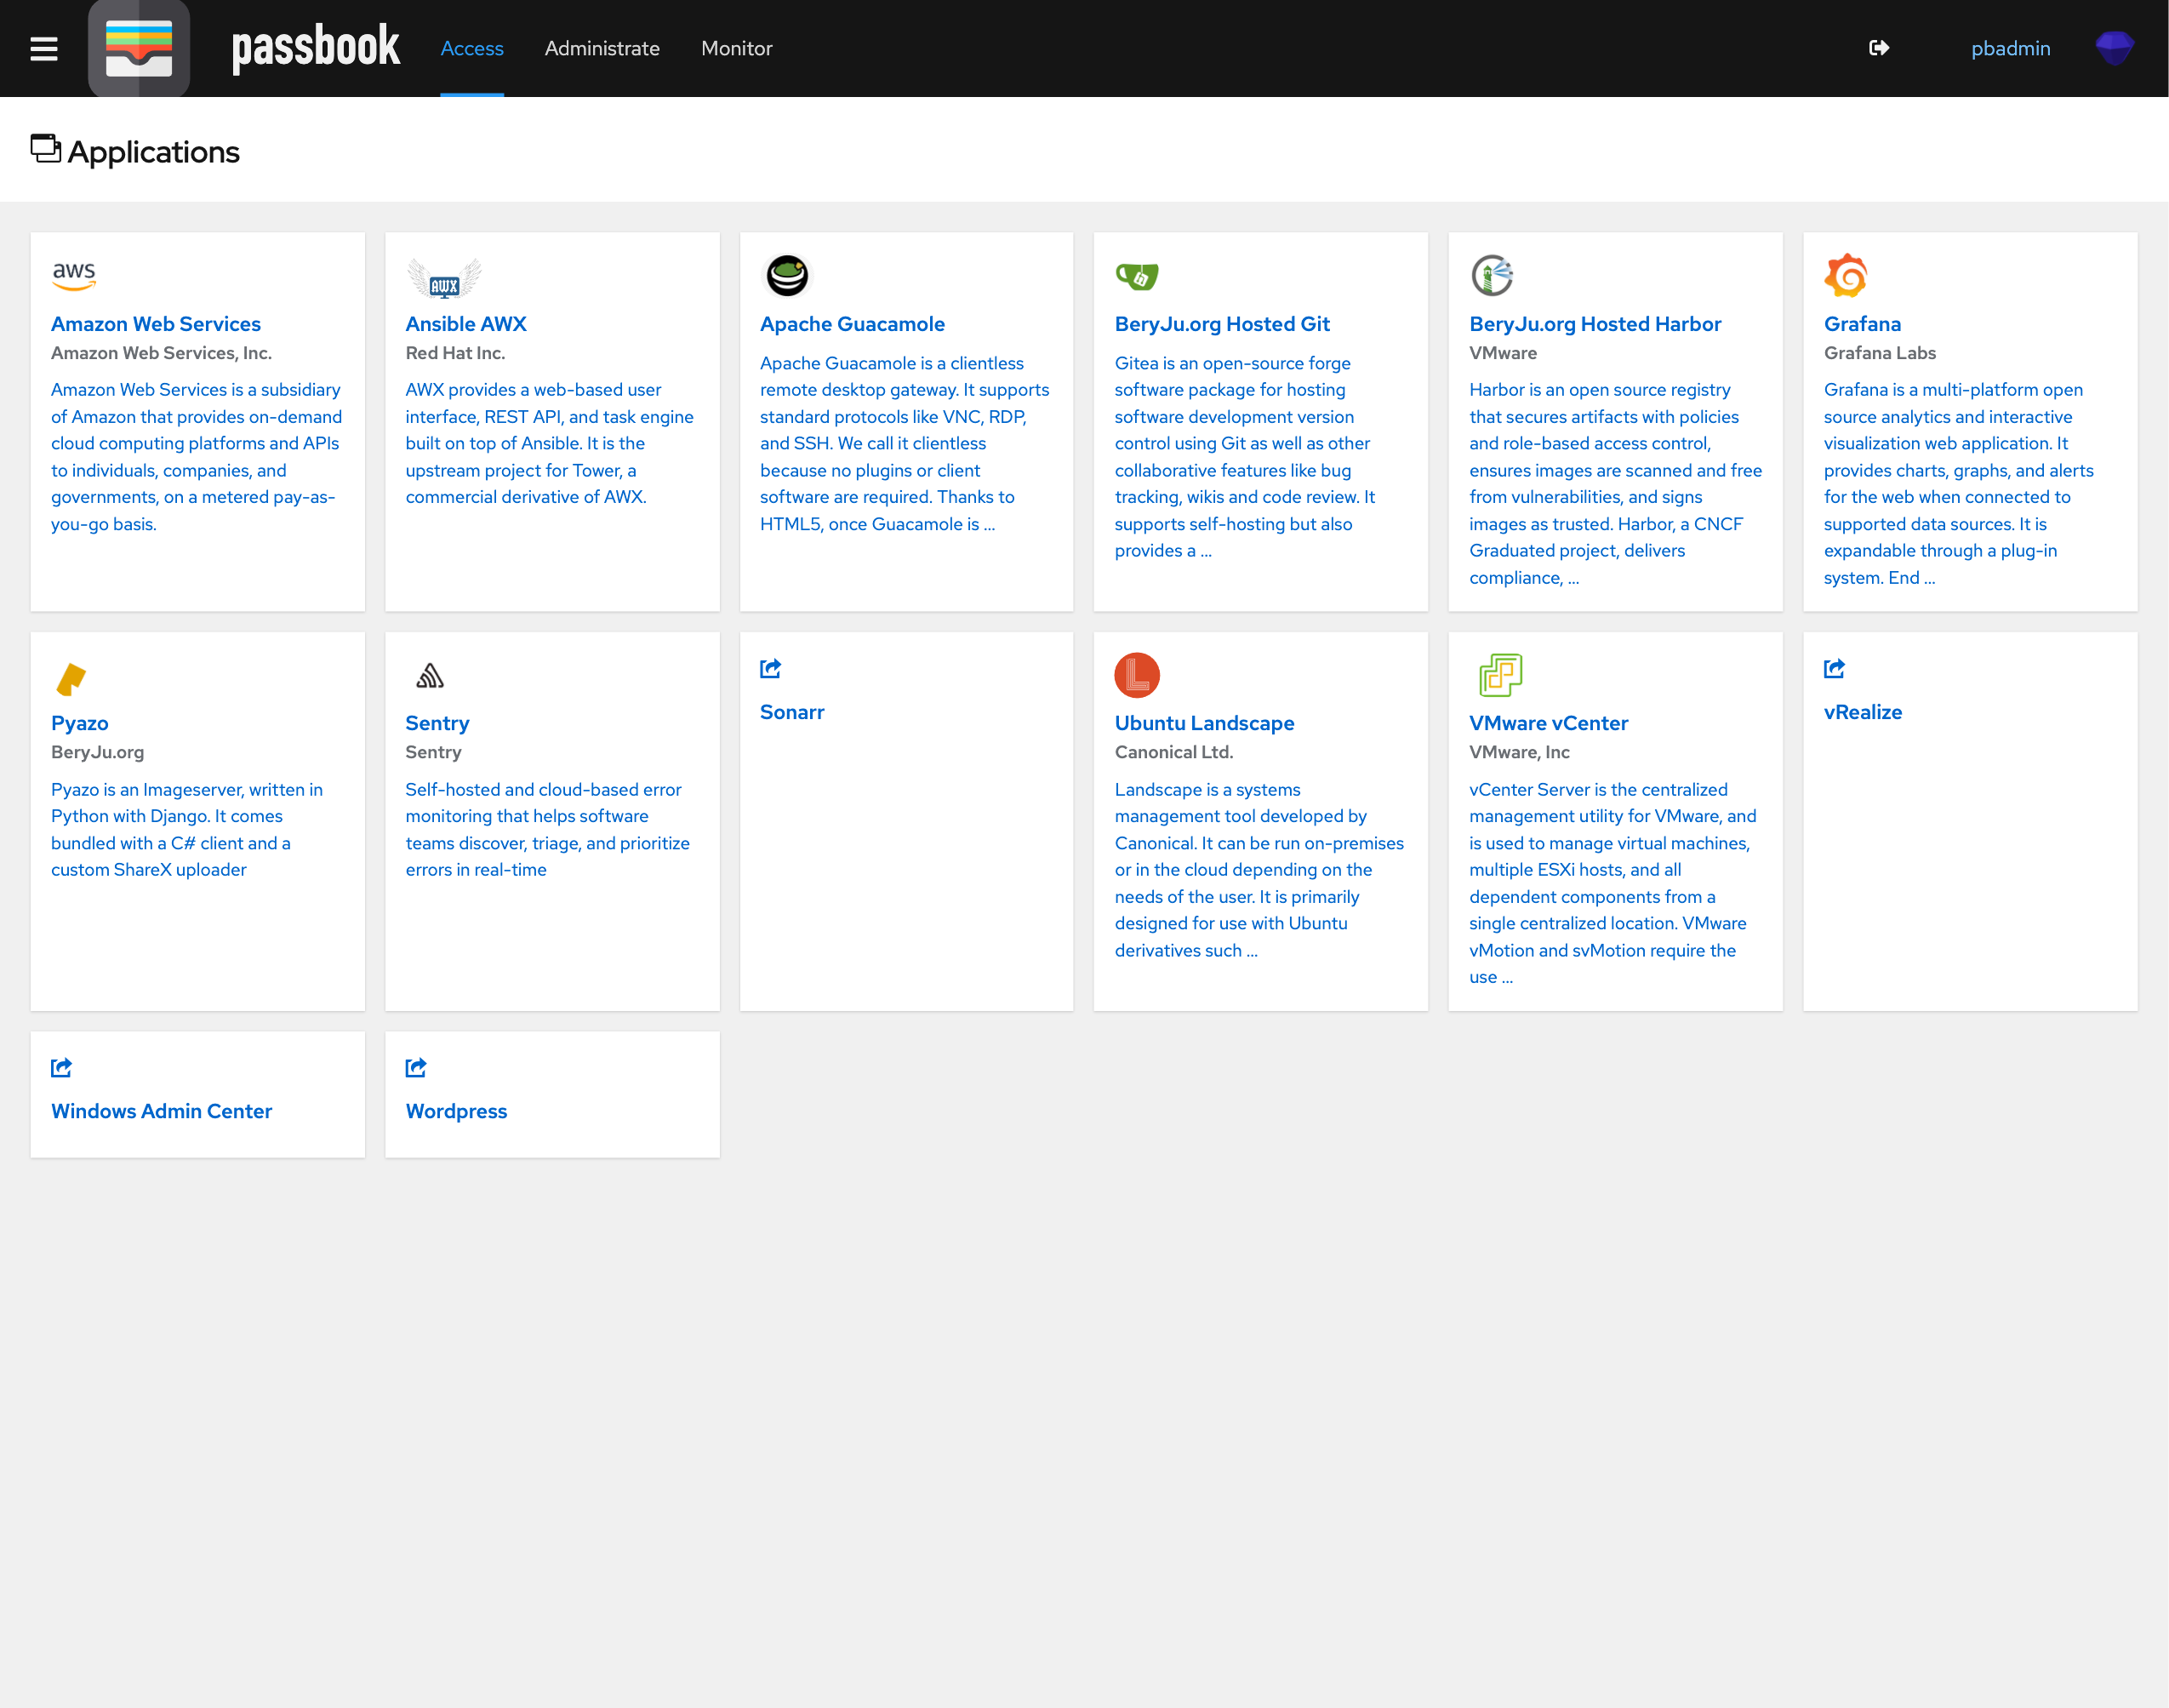 passbook
Access
Administrate
Monitor
pbadmin
Applications
aws
Amazon Web Services
Amazon Web Services, Inc.
Amazon Web Services is a subsidiary
of Amazon that provides on-demand
cloud computing platforms and APIs
to individuals, companies, and
governments, on a metered pay-as-
you-go basis.
AWX
Ansible AWX
Red Hat Inc.
AWX provides a web-based user
interface, REST API, and task engine
built on top of Ansible. It is the
upstream project for Tower, a
commercial derivative of AWX.
Apache Guacamole
Apache Guacamole is a clientless
remote desktop gateway. It supports
standard protocols like VNC, RDP,
and SSH. We call it clientless
because no plugins or client
software are required. Thanks to
HTML5, once Guacamole is ...
BeryJu.org Hosted Git
Gitea is an open-source forge
software package for hosting
software development version
control using Git as well as other
collaborative features like bug
tracking, wikis and code review. It
supports self-hosting but also
provides a ...
BeryJu.org Hosted Harbor
VMware
Harbor is an open source registry
that secures artifacts with policies
and role-based access control,
ensures images are scanned and free
from vulnerabilities, and signs
images as trusted. Harbor, a CNCF
Graduated project, delivers
compliance, ...
Grafana
Grafana Labs
Grafana is a multi-platform open
source analytics and interactive
visualization web application. It
provides charts, graphs, and alerts
for the web when connected to
supported data sources. It is
expandable through a plug-in
system. End ...
Pyazo
BeryJu.org
Pyazo is an Imageserver, written in
Python with Django. It comes
bundled with a C# client and a
custom ShareX uploader
Sentry
Sentry
Self-hosted and cloud-based error
monitoring that helps software
teams discover, triage, and prioritize
errors in real-time
Sonarr
L
Ubuntu Landscape
Canonical Ltd.
Landscape is a systems
management tool developed by
Canonical. It can be run on-premises
or in the cloud depending on the
needs of the user. It is primarily
designed for use with Ubuntu
derivatives such ...
VMware vCenter
VMware, Inc
vCenter Server is the centralized
management utility for VMware, and
is used to manage virtual machines,
multiple ESXi hosts, and all
dependent components from a
single centralized location. VMware
vMotion and svMotion require the
use ...
vRealize
Windows Admin Center
Wordpress